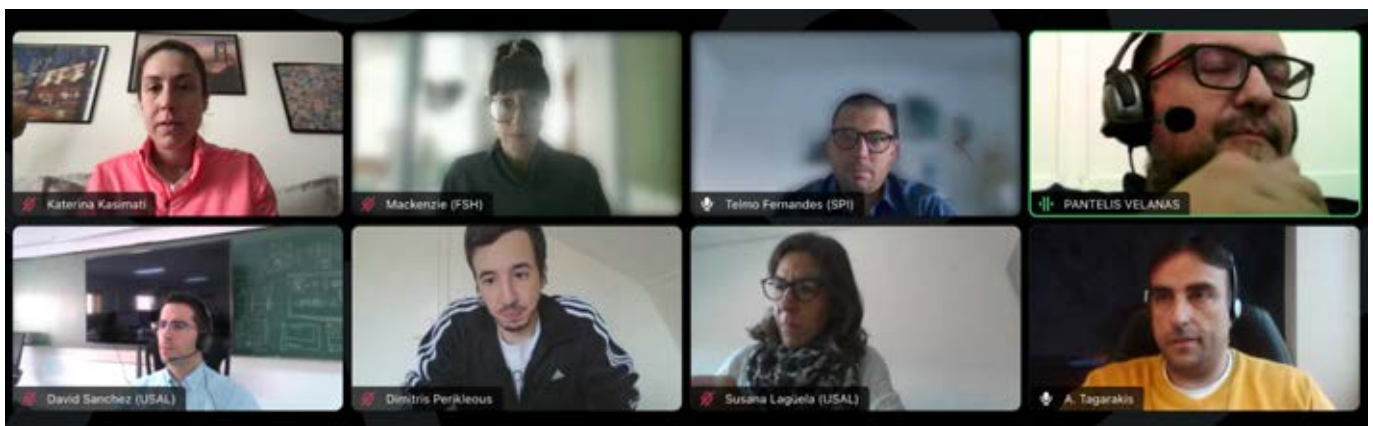 Katerina Kasimati
Mackenzie (FSH)
Telmo Fernandes (SPI)
PANTELIS VELANAS
David Sanchez (USAL)
Dimitris Perikleous
Susana Lagüela (USAL)
A. Tagarakis